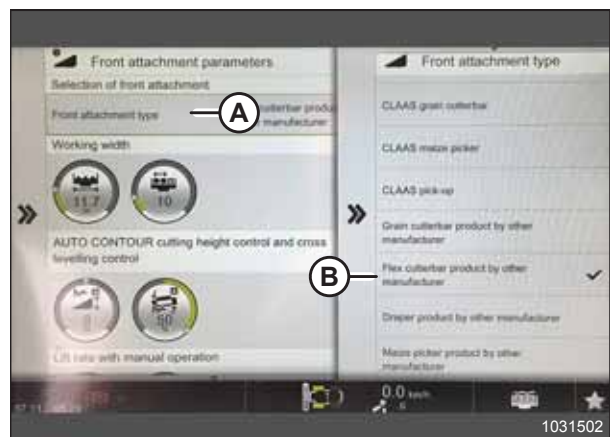 Front attachment parameters
Selection of front attachment
Front attachment type
A
cutterbar produ
manufacturer
Working width
11.7
10
AUTO CONTOUR cutting height control and cross
levelling control
50
Lift rate with manual operation
Front attachment type
CLAAS grain cutterbar
CLAAS maize picker
CLAAS pick-up
Grain cutterbar product by other
manufacturer
B
Flex cutterbar product by other
manufacturer
Draper product by other manufacturer
Maize picker product by other
manufacturer
0.0 km/h
1031502